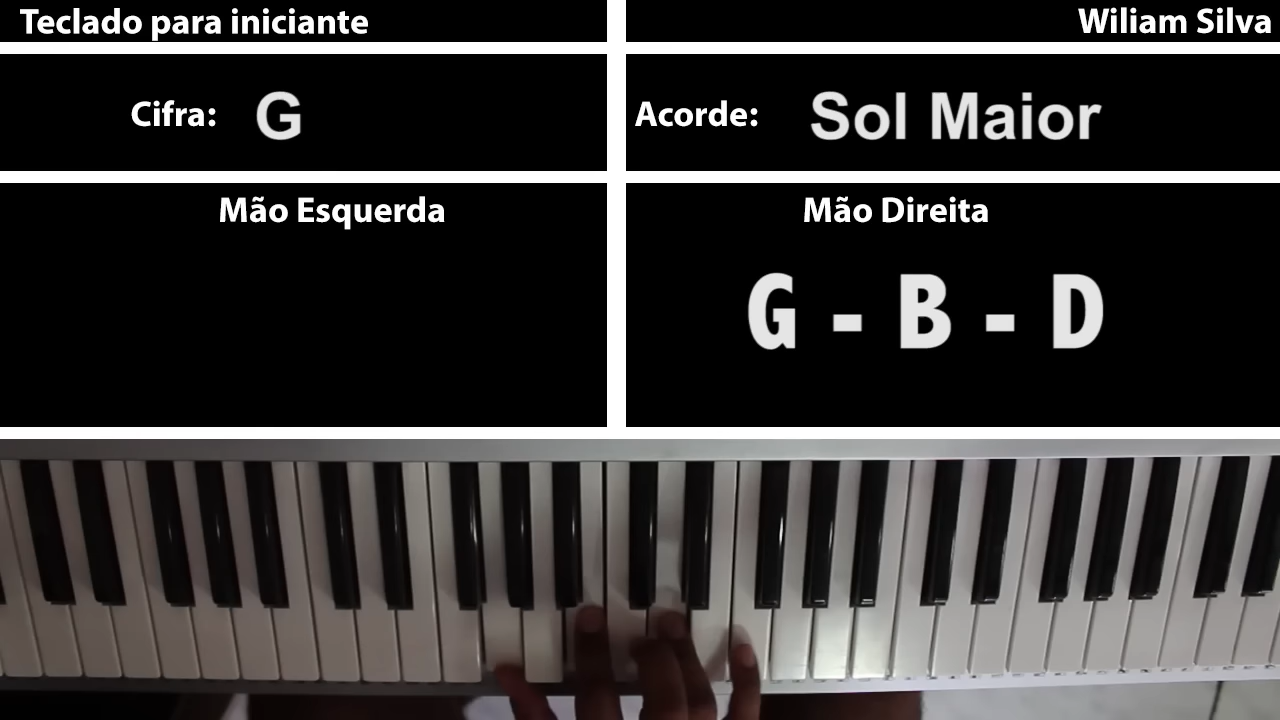 Teclado para iniciante
Wiliam Silva
Cifra: G
Acorde: Sol Maior
Mão Esquerda
Mão Direita
G - B - D